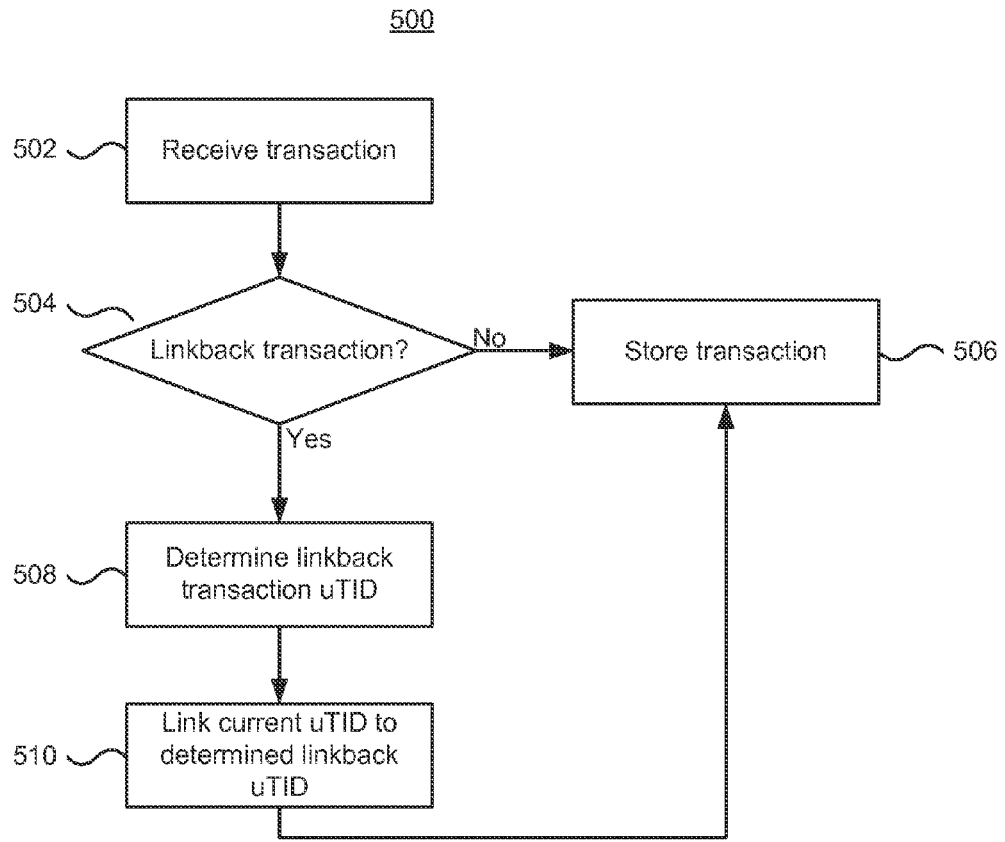 500
502
Receive transaction
504
Linkback transaction?
No
Store transaction
506
Yes
508
Determine linkback
transaction uTID
510
Link current uTID to
determined linkback
uTID